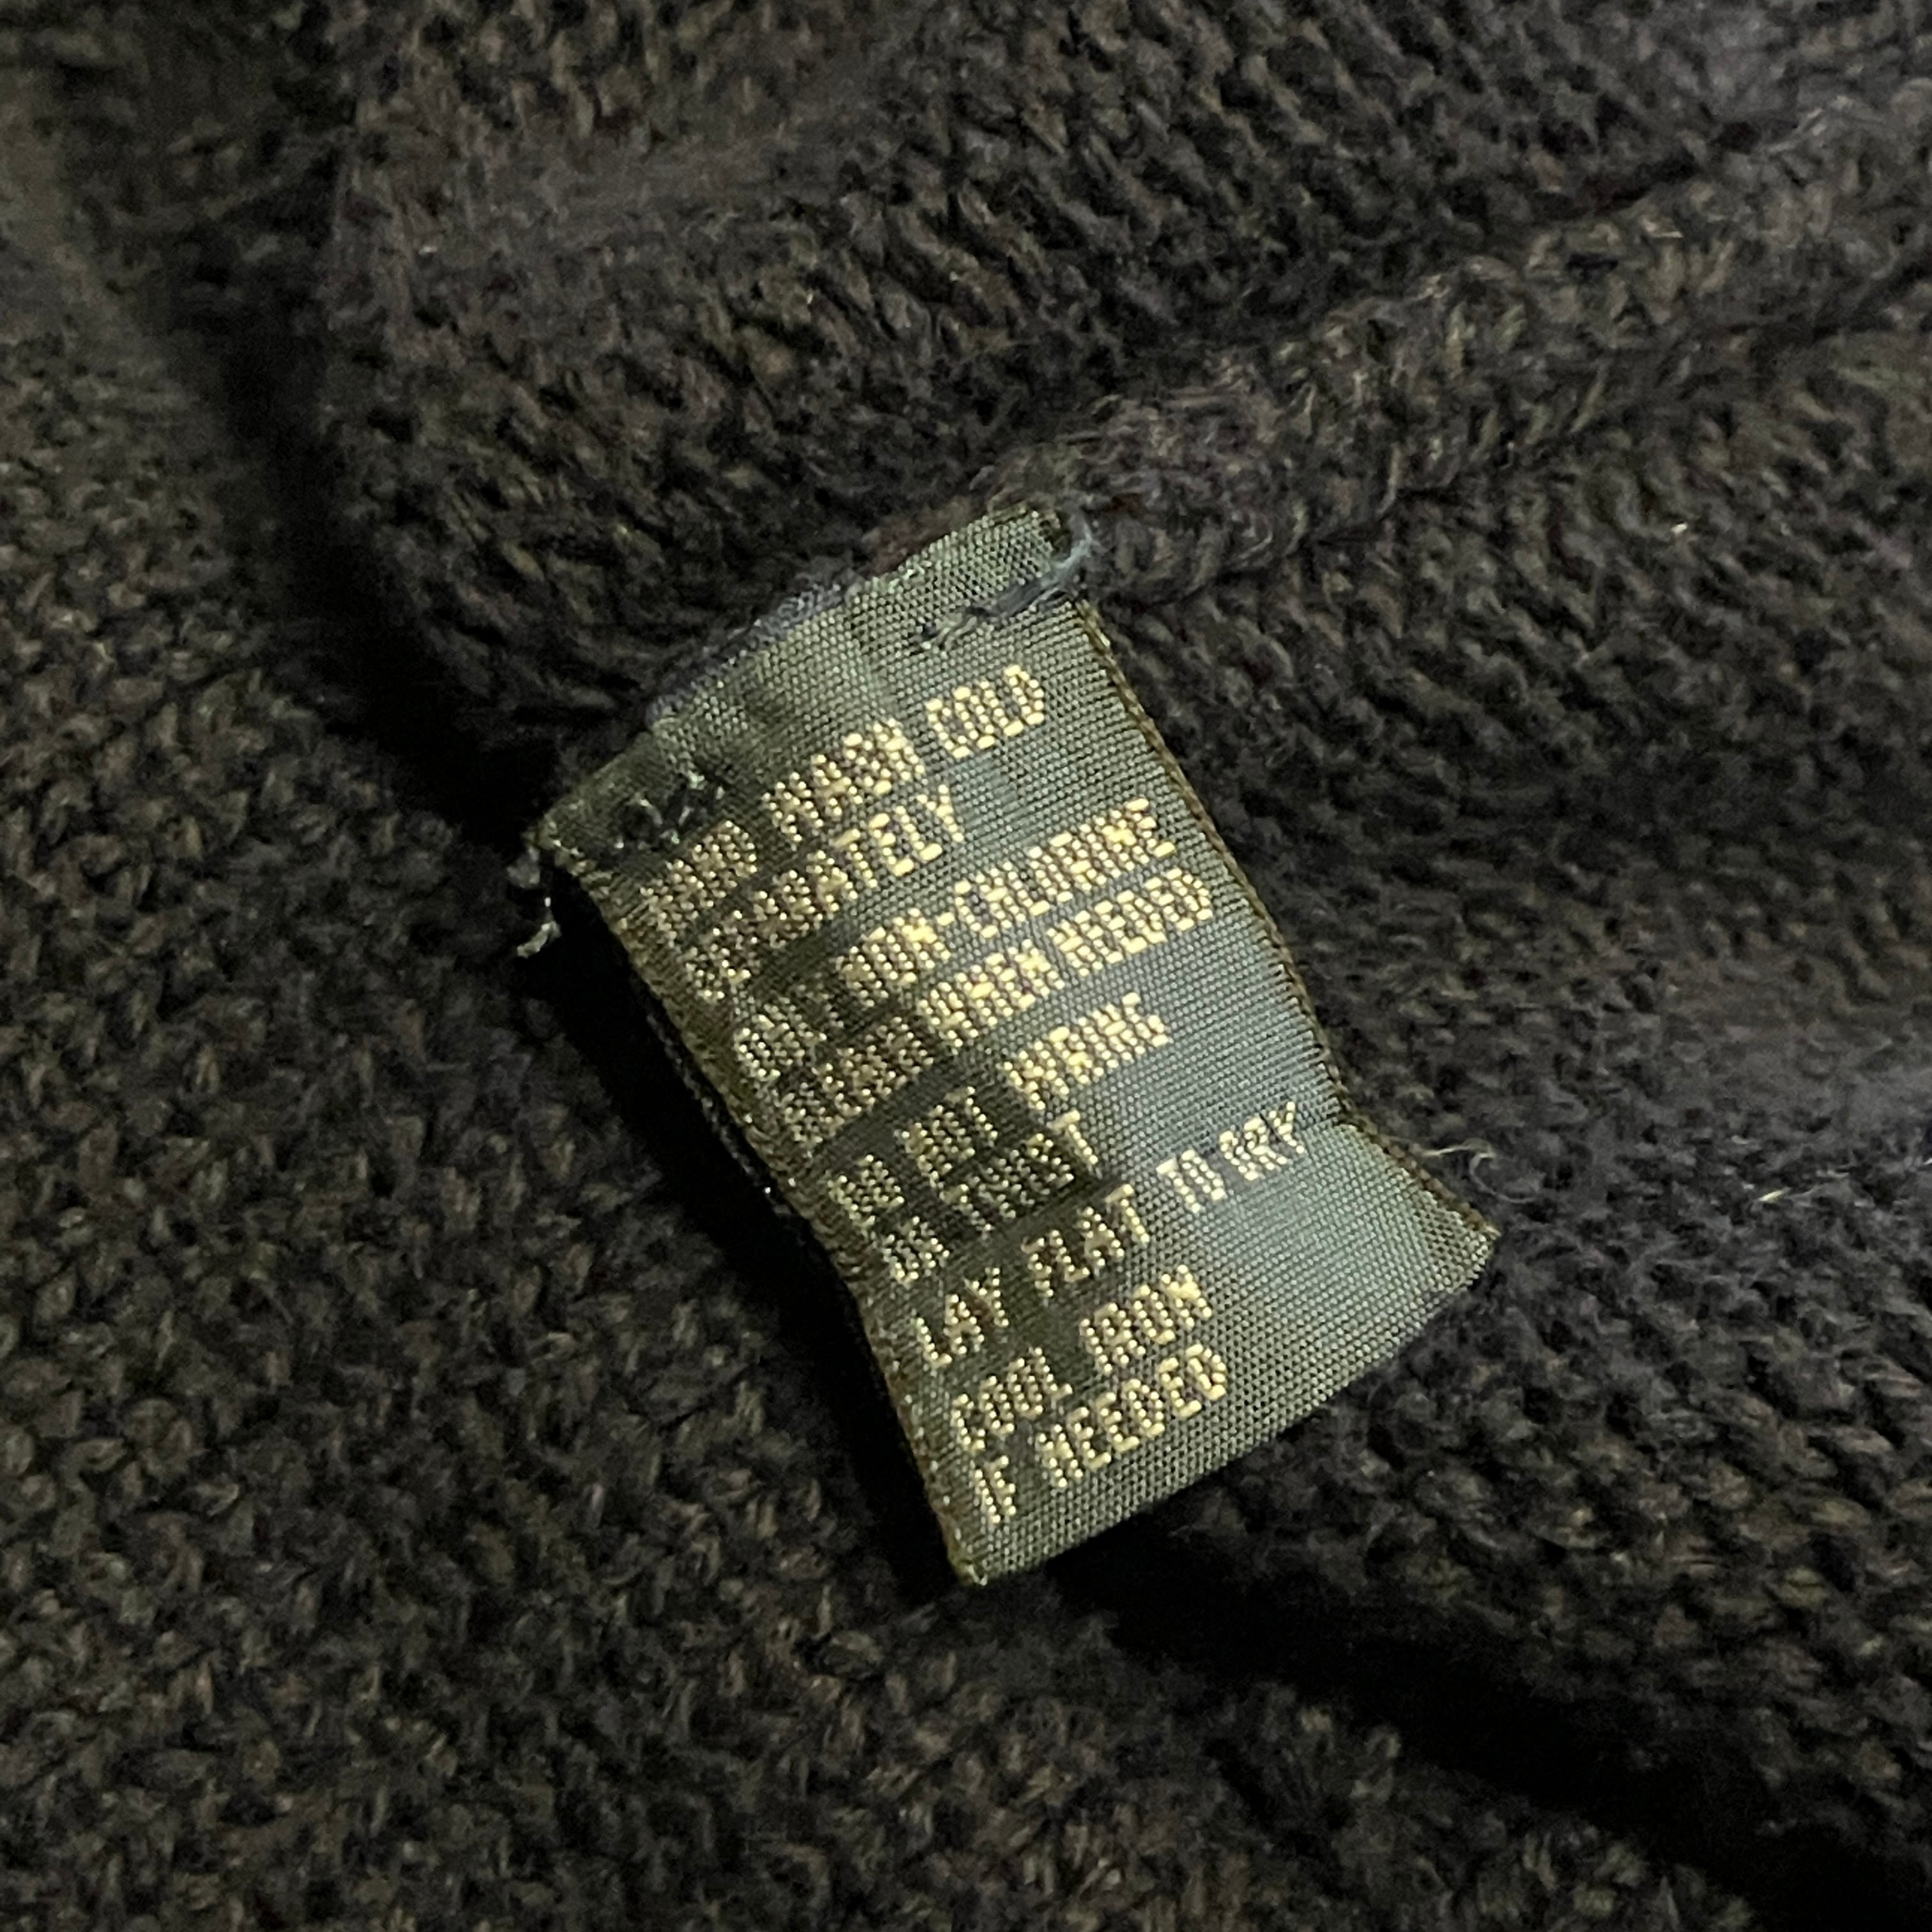 HAND WASH COLD
SEPARATELY
ONLY NON-CHLORINE
BLEACH WHEN NEEDED
DO NOT WRING
OR TWIST
LAY FLAT TO DRY
COOL IRON
IF NEEDED